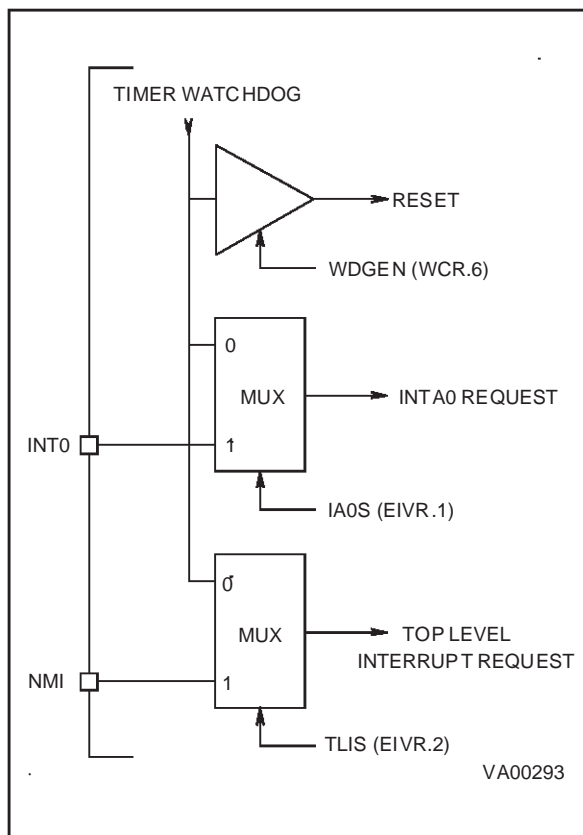 TIMER WATCHDOG
RESET
WDGEN (WCR.6)
0
MUX
INTA0 REQUEST
INT0
1
IA0S (EIVR.1)
0
MUX
TOP LEVEL
INTERRUPT REQUEST
NMI
1
TLIS (EIVR.2)
VA00293